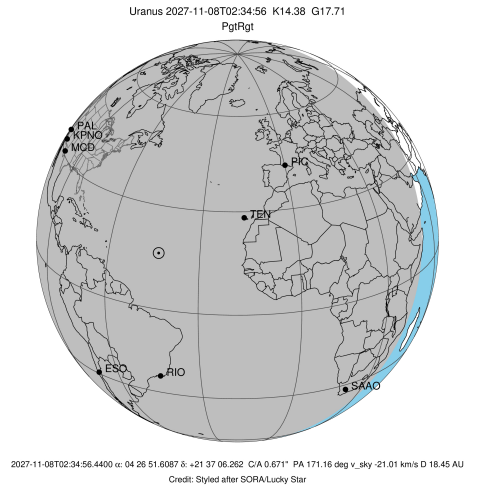 Uranus 2027-11-08T02:34:56 K14.38 G17.71
PgtRgt
PAL
KPNO
MCD
PIC
TEN
ESO
RIO
SAAO
2027-11-08T02:34:56.4400 α: 04 26 51.6087 δ: +21 37 06.262 C/A 0.671" PA 171.16 deg v_sky -21.01 km/s D 18.45 AU
Credit: Styled after SORA/Lucky Star